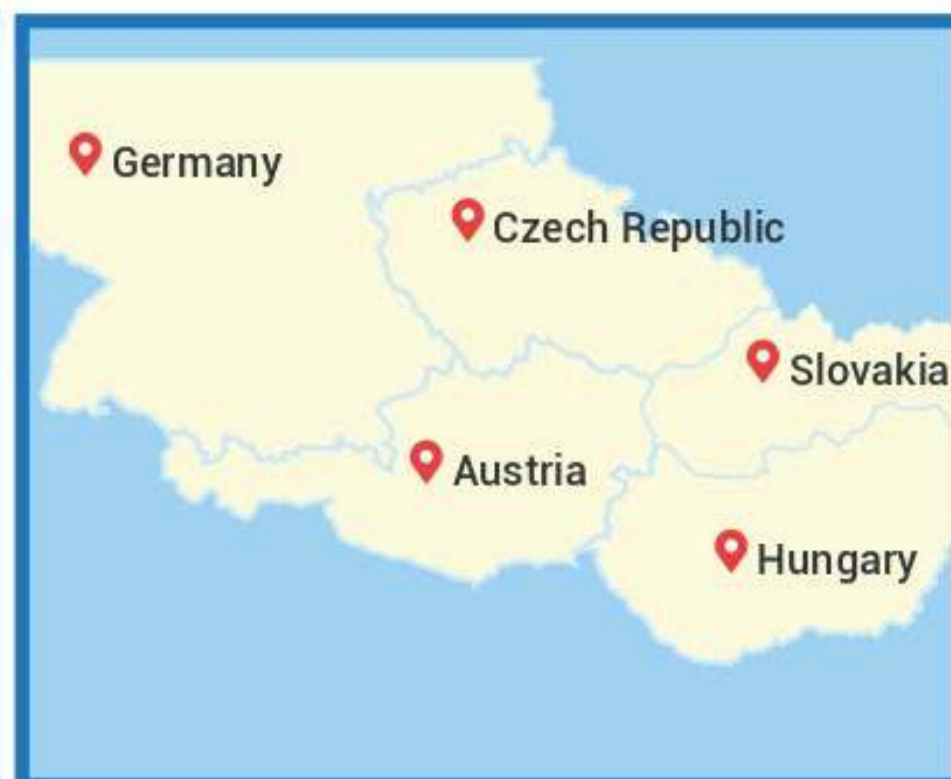 Germany
Czech Republic
Slovakia
Austria
Hungary